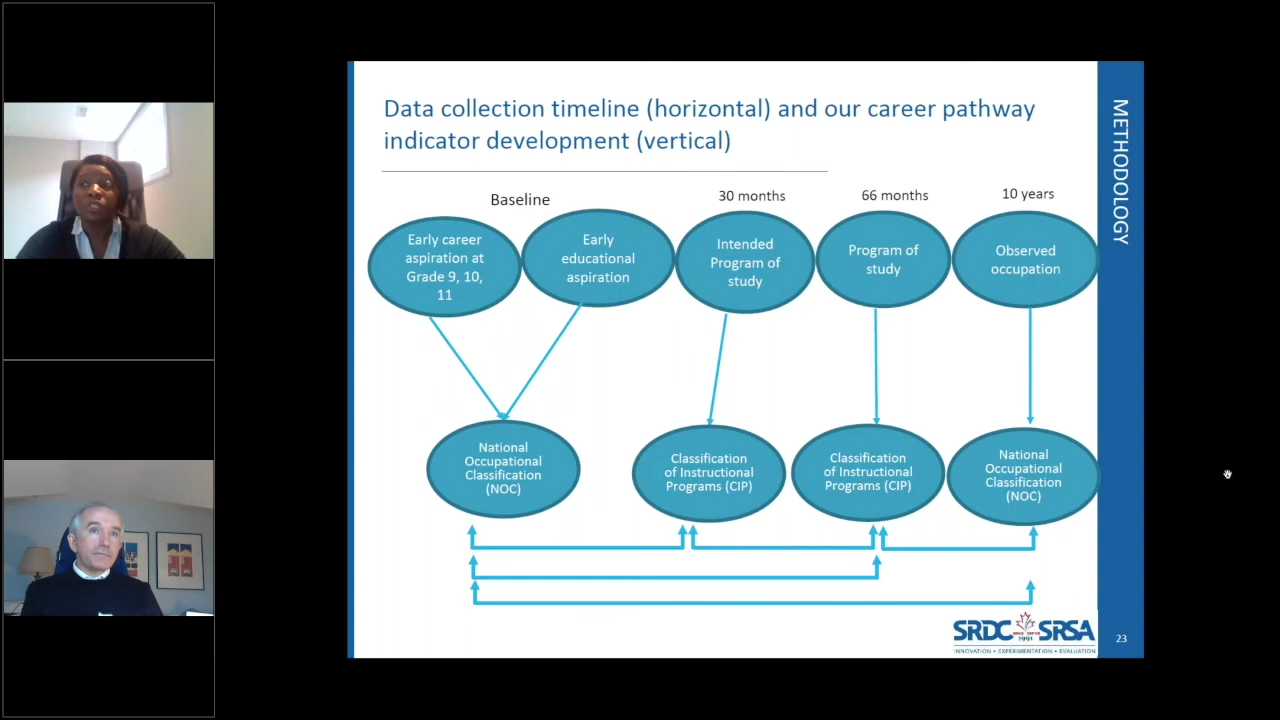 Data collection timeline (horizontal) and our career pathway
indicator development (vertical)
METHODOLOGY
Baseline
30 months
66 months
10 years
Early career
aspiration at
Grade 9, 10,
11
Early
educational
aspiration
Intended
Program of
study
Program of
study
Observed
occupation
National
Occupational
Classification
(NOC)
Classification
of Instructional
Programs (CIP)
Classification
of Instructional
Programs (CIP)
National
Occupational
Classification
(NOC)
SRDC SRSA
1991
INNOVATION • EXPERIMENTATION • EVALUATION
23